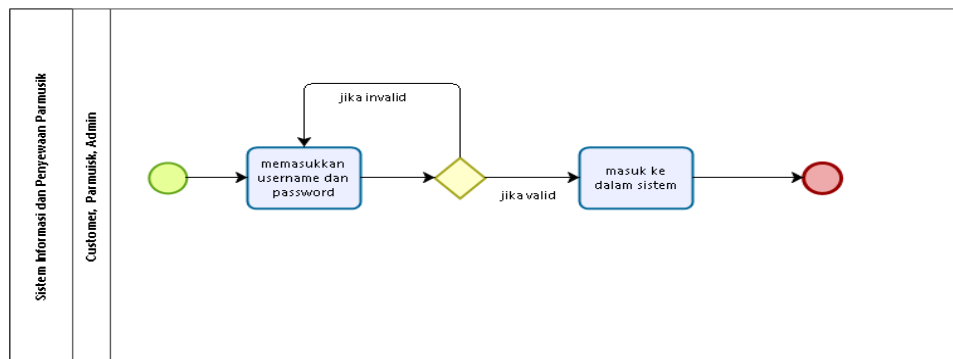 Sistem Informasi dan Penyewaan Parmusik
Customer, Parmuisk, Admin
jika invalid
memasukkan
username dan
password
jika valid
masuk ke
dalam sistem